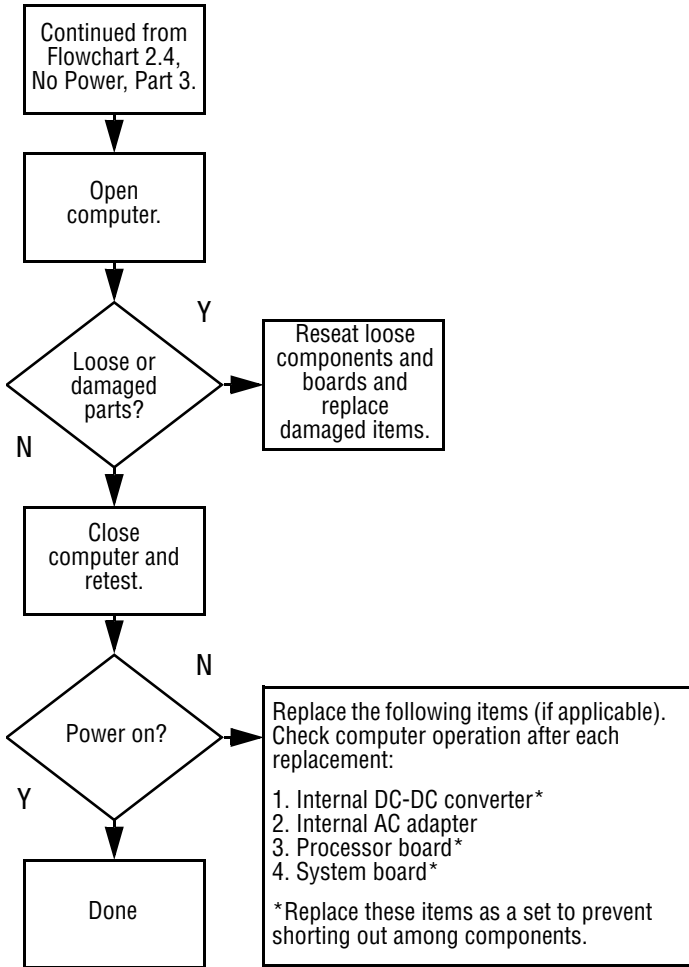 Continued from
Flowchart 2.4,
No Power, Part 3.
Open
computer.
Y
Loose or
damaged
parts?
Reseat loose
components and
boards and
replace
damaged items.
N
Close
computer and
retest.
N
Power on?
Replace the following items (if applicable).
Check computer operation after each
replacement:
1. Internal DC-DC converter*
2. Internal AC adapter
3. Processor board*
4. System board*
*Replace these items as a set to prevent
shorting out among components.
Y
Done